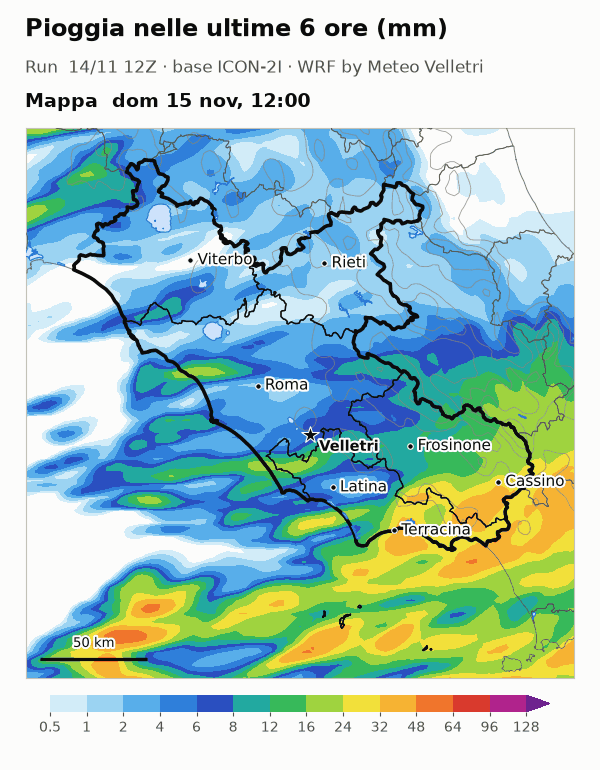 Pioggia nelle ultime 6 ore (mm)
Run  14/11 12Z · base ICON-2I · WRF by Meteo Velletri
Mappa  dom 15 nov, 12:00
Viterbo
Rieti
Roma
Velletri
Frosinone
Cassino
Latina
Terracina
50 km
0.5 1 2 4 6 8 12 16 24 32 48 64 96 128